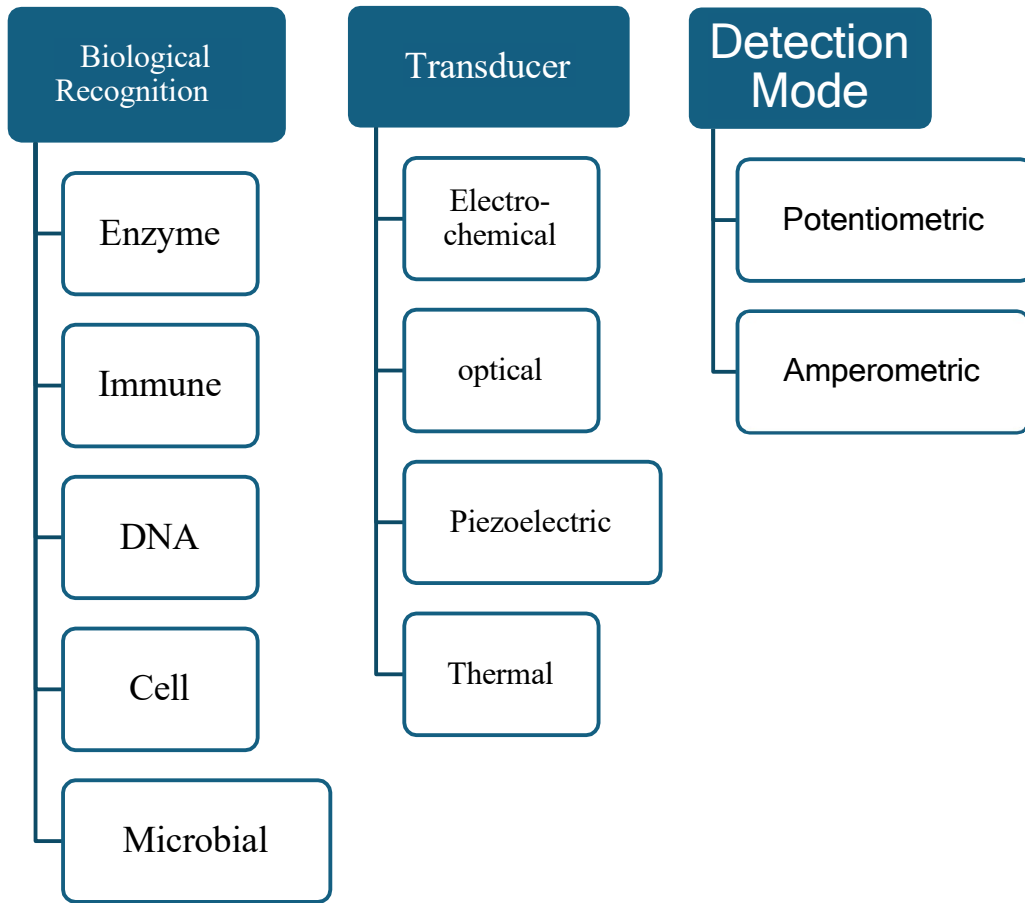 Biological
Recognition
Enzyme
Immune
DNA
Cell
Microbial
Transducer
Electro-
chemical
optical
Piezoelectric
Thermal
Detection
Mode
Potentiometric
Amperometric